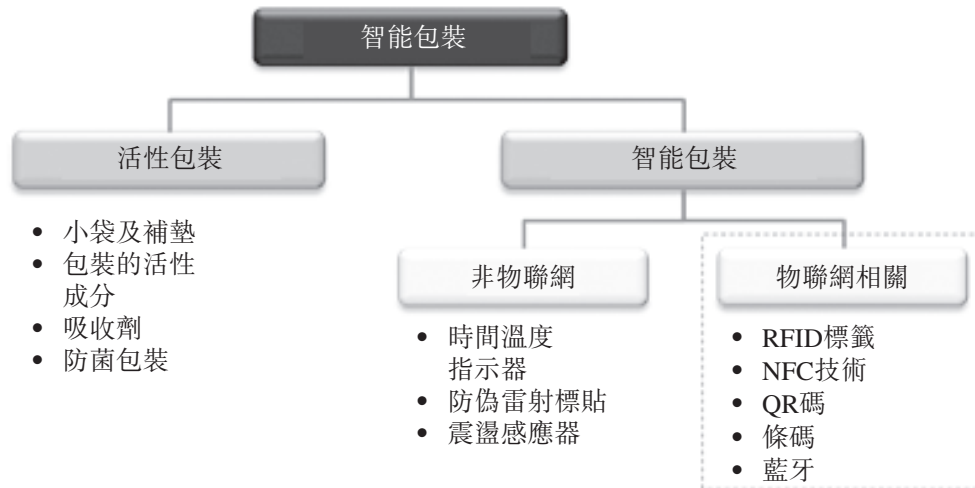 智能包裝
活性包裝
• 小袋及補墊
• 包裝的活性
成分
• 吸收劑
• 防菌包裝
智能包裝
非物聯網
• 時間溫度
指示器
• 防偽雷射標貼
• 震盪感應器
物聯網相關
• RFID標籤
• NFC技術
• QR碼
• 條碼
• 藍牙